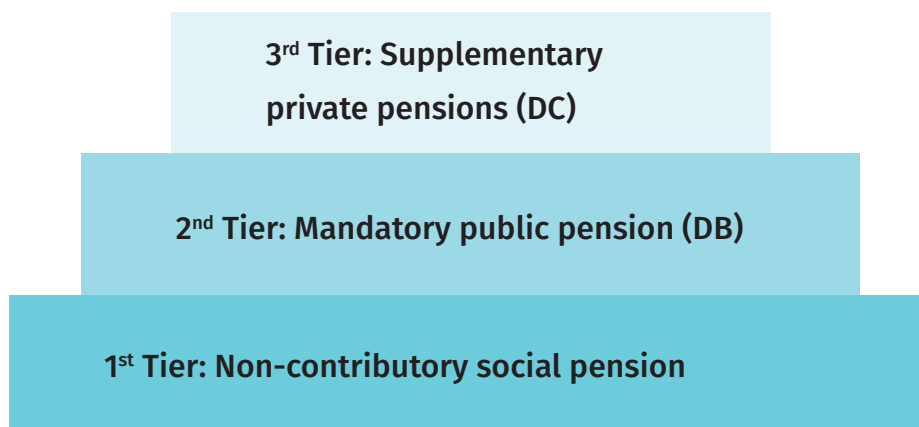 3rd Tier: Supplementary
private pensions (DC)
2nd Tier: Mandatory public pension (DB)
1st Tier: Non-contributory social pension